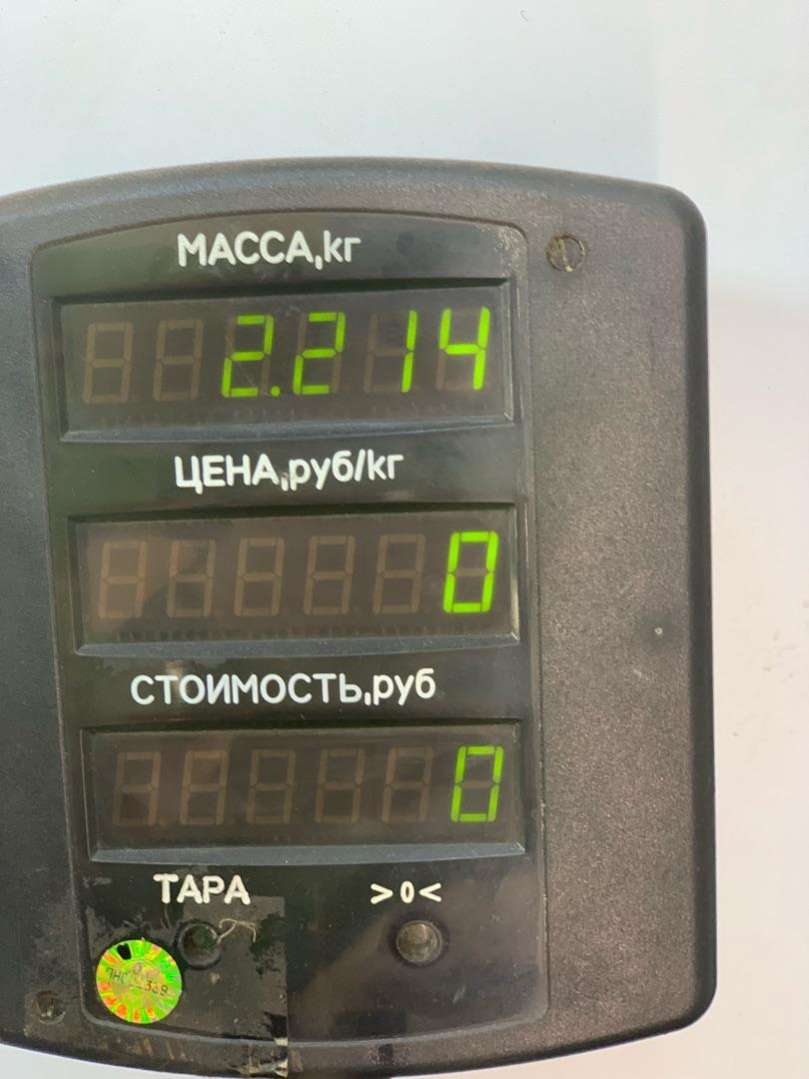 МАССА,кг
2.214
ЦЕНА,руб/кг
0
СТОИМОСТЬ,руб
0
ТАРА >0<